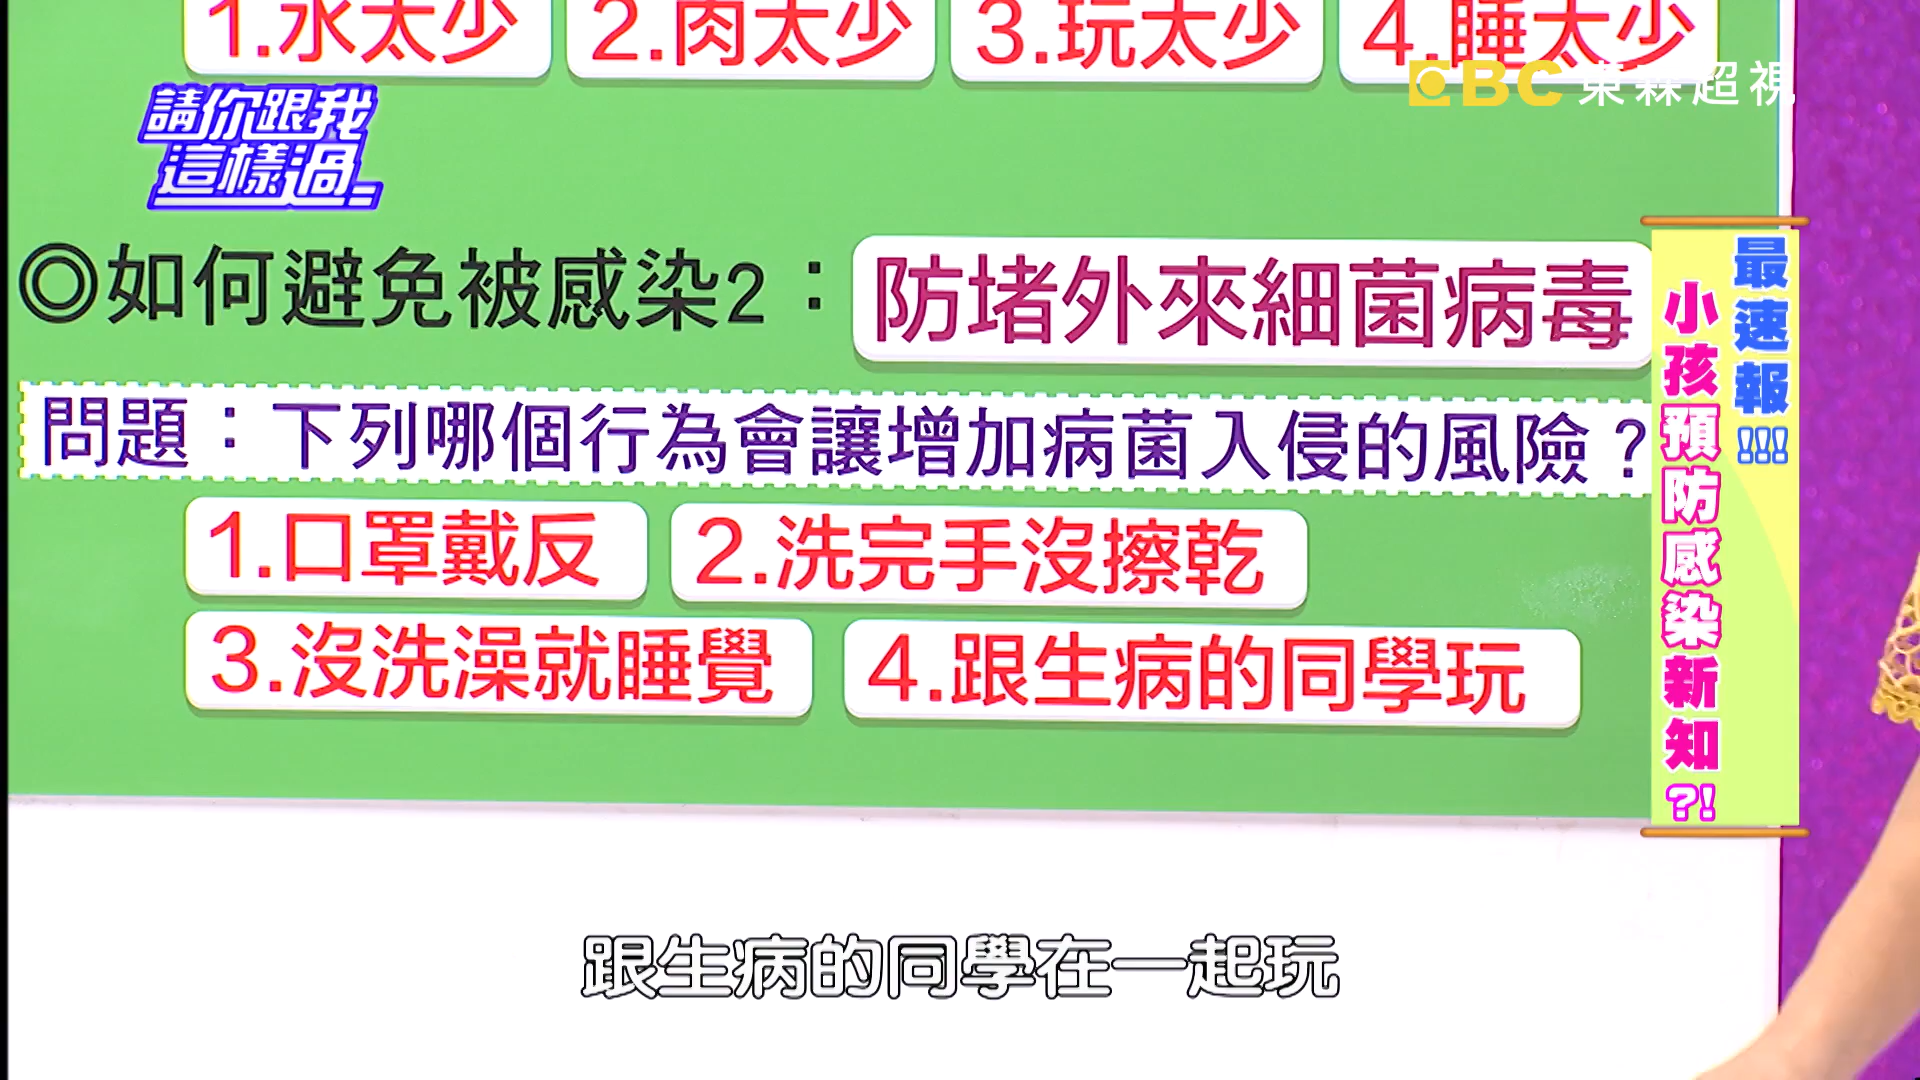 1.水太少
2.肉太少
3.玩太少
4.睡太少
EBC 東森超視
請你跟我
這樣過
◎如何避免被感染2：
防堵外來細菌病毒
問題：下列哪個行為會讓增加病菌入侵的風險？
1.口罩戴反
2.洗完手沒擦乾
3.沒洗澡就睡覺
4.跟生病的同學玩
最速報!!!
小孩預防感染新知?!
跟生病的同學在一起玩